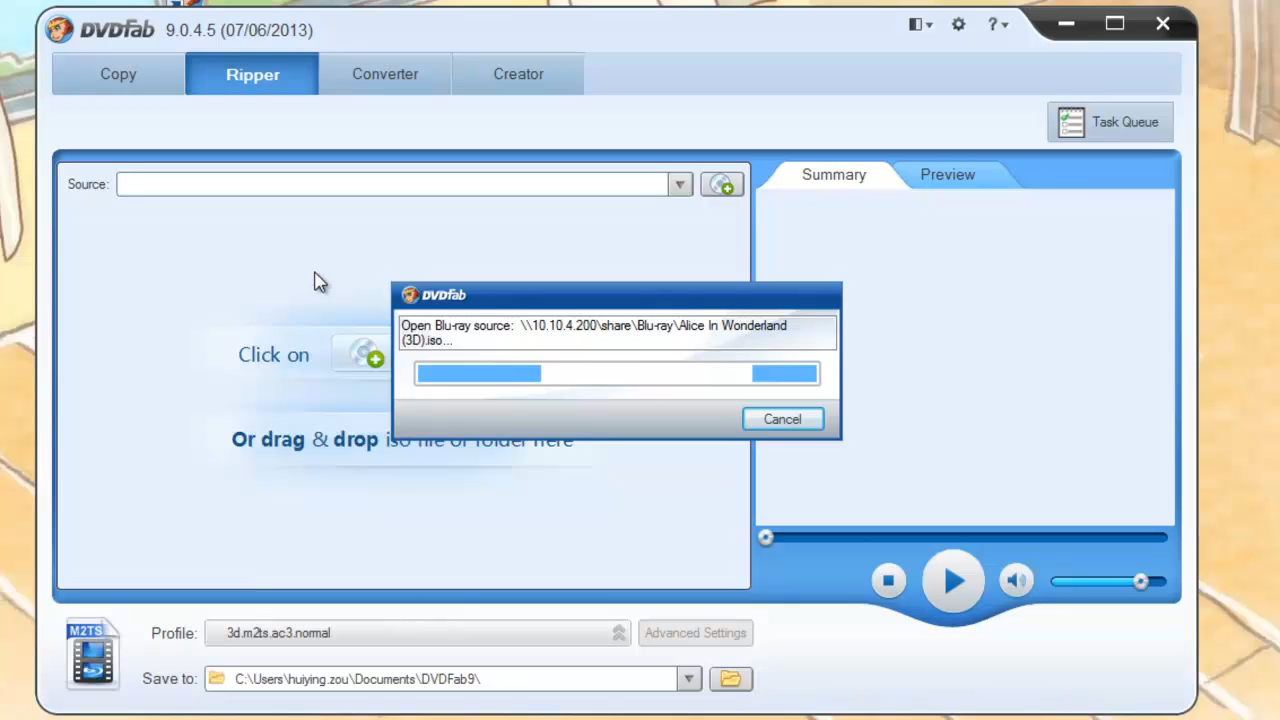 DVDFab 9.0.4.5 (07/06/2013)
?
Copy
Ripper
Converter
Creator
Task Queue
Source:
Summary
Preview
DVDFab
Open Blu-ray source: \\10.10.4.200\share\Blu-ray\Alice In Wonderland
(3D).iso...
Click on
Cancel
Or drag & drop iso file or folder here
M2TS
Profile:
3d.m2ts.ac3.normal
Advanced Settings
Save to:
C:\Users\huiying.zou\Documents\DVDFab9\